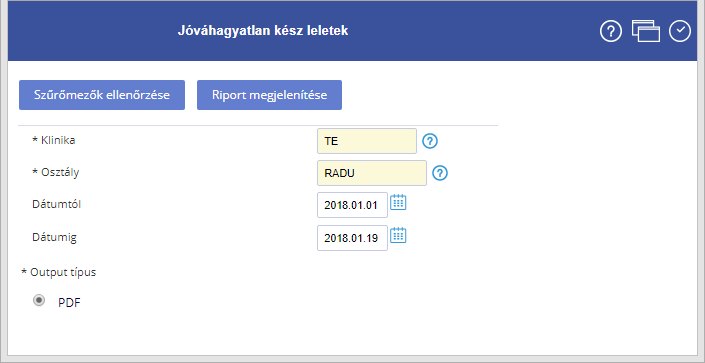 Jóváhagyatlan kész leletek
Szűrőmezők ellenőrzése Riport megjelenítése
* Klinika TE
* Osztály RADU
Dátumtól 2018.01.01
Dátumig 2018.01.19
* Output típus
PDF